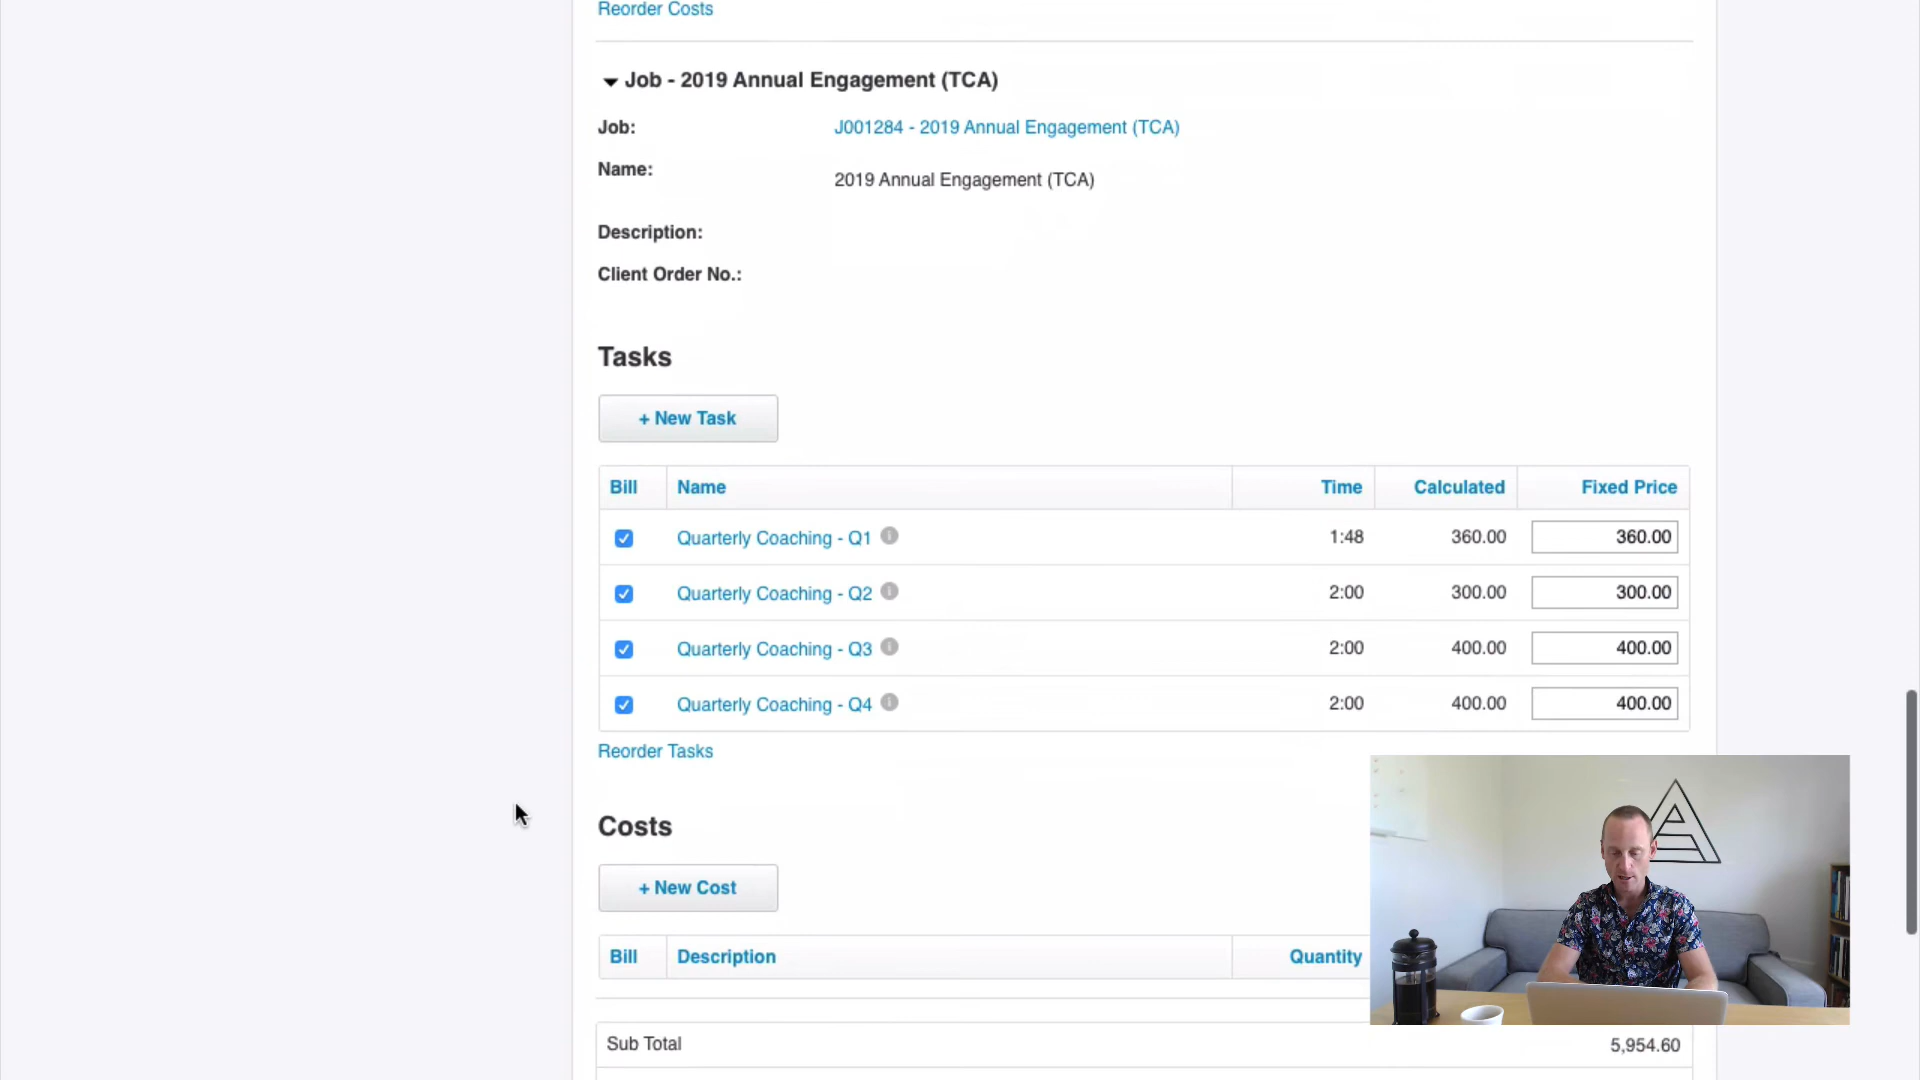 Reorder Costs
Job - 2019 Annual Engagement (TCA)
Job: J001284 - 2019 Annual Engagement (TCA)
Name: 2019 Annual Engagement (TCA)
Description:
Client Order No.:
Tasks
+ New Task
Bill Name Time Calculated Fixed Price
Quarterly Coaching - Q1 1:48 360.00 360.00
Quarterly Coaching - Q2 2:00 300.00 300.00
Quarterly Coaching - Q3 2:00 400.00 400.00
Quarterly Coaching - Q4 2:00 400.00 400.00
Reorder Tasks
Costs
+ New Cost
Bill Description Quantity
Sub Total 5,954.60